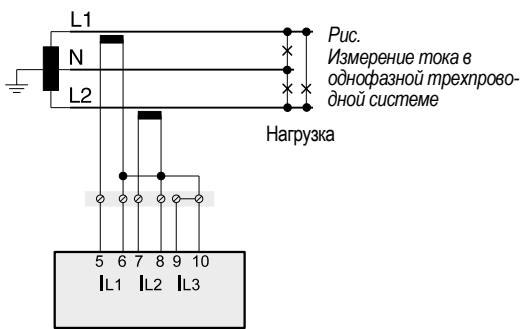 L1
N
L2
Рис.
Измерение тока в
однофазной трехпрово-
дной системе
Нагрузка
5 6 7 8 9 10
IL1 IL2 IL3